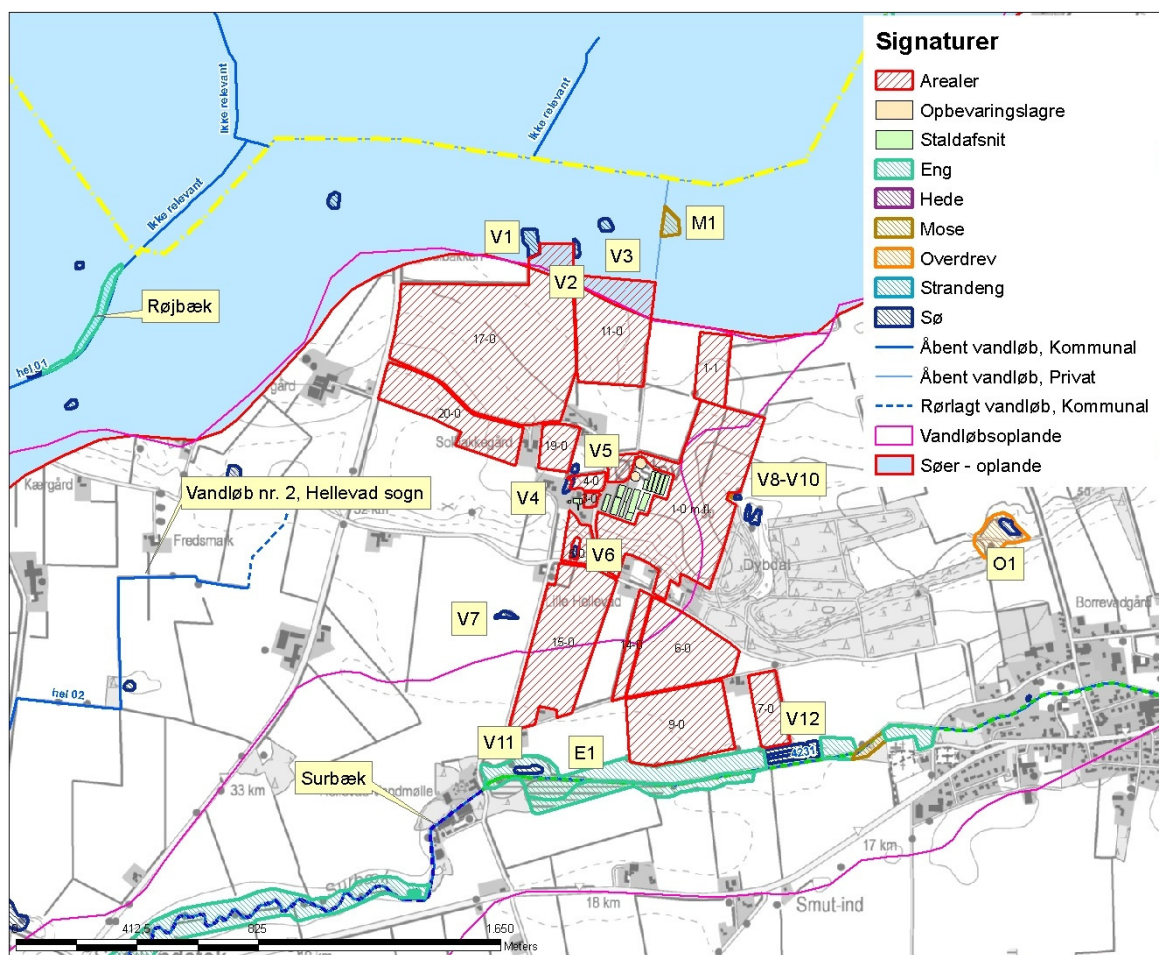 Signaturer
Arealer
Opbevaringslagre
Staldafsnit
Eng
Hede
Mose
Overdrev
Strandeng
Sø
Åbent vandløb, Kommunal
Åbent vandløb, Privat
Rørlagt vandløb, Kommunal
Vandløbsoplande
Søer - oplande
Ikke relevant
Ikke relevant
Ikke relevant
M1
V1
V3
V2
Røjbæk
hel 01
17-0
11-0
1-1
20-0
19-0
V5
4-0
V4
V8-V10
1-0 m.fl.
Kærgård
Vandløb nr. 2, Hellevad sogn
Fredsmark
V6
Dybdal
O1
Lille Hellevad
Borrevadgård
V7
15-0
14-0
6-0
hel 02
7-0
9-0
V12
V11
E1
4231
Surbæk
33 km
17 km
18 km
Smut-ind
Surbæk
412,5
825
1.650
Meters